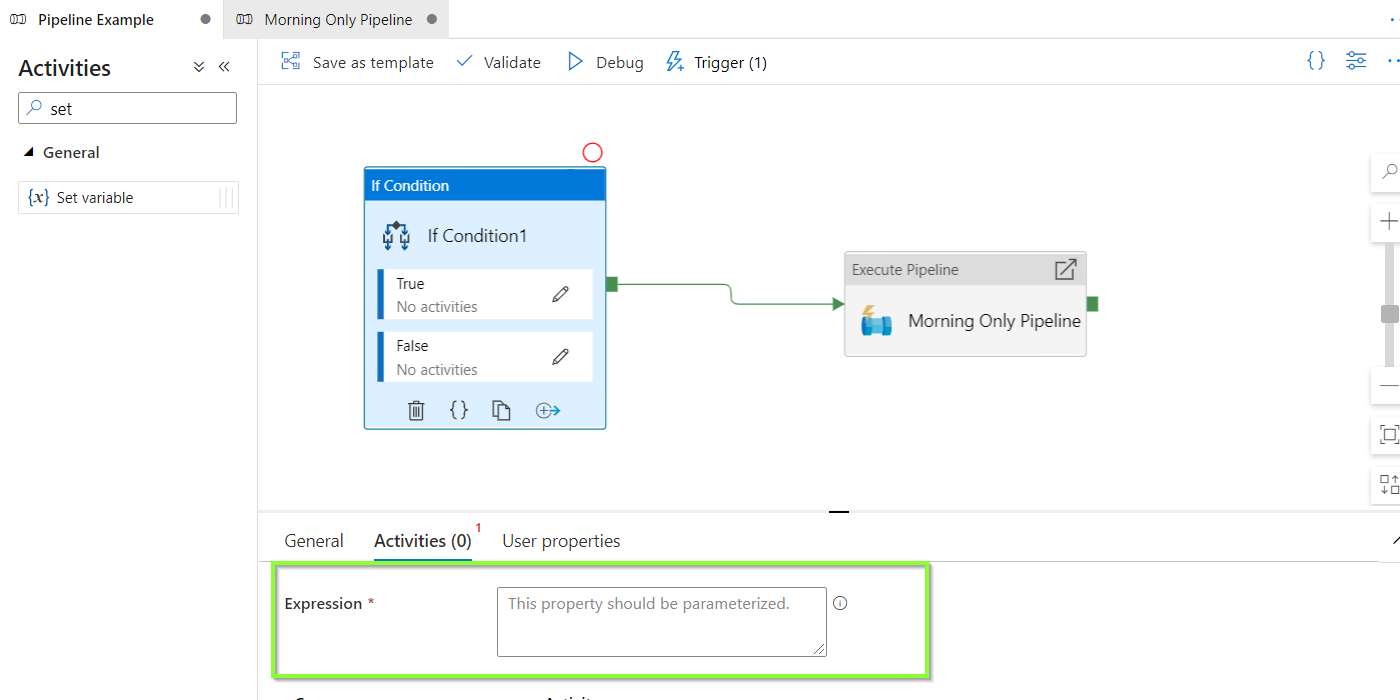 Pipeline Example
Morning Only Pipeline
Activities
Save as template
Validate
Debug
Trigger (1)
set
General
{x} Set variable
If Condition
If Condition1
True
No activities
False
No activities
Execute Pipeline
Morning Only Pipeline
General
Activities (0) 1
User properties
Expression *
This property should be parameterized.